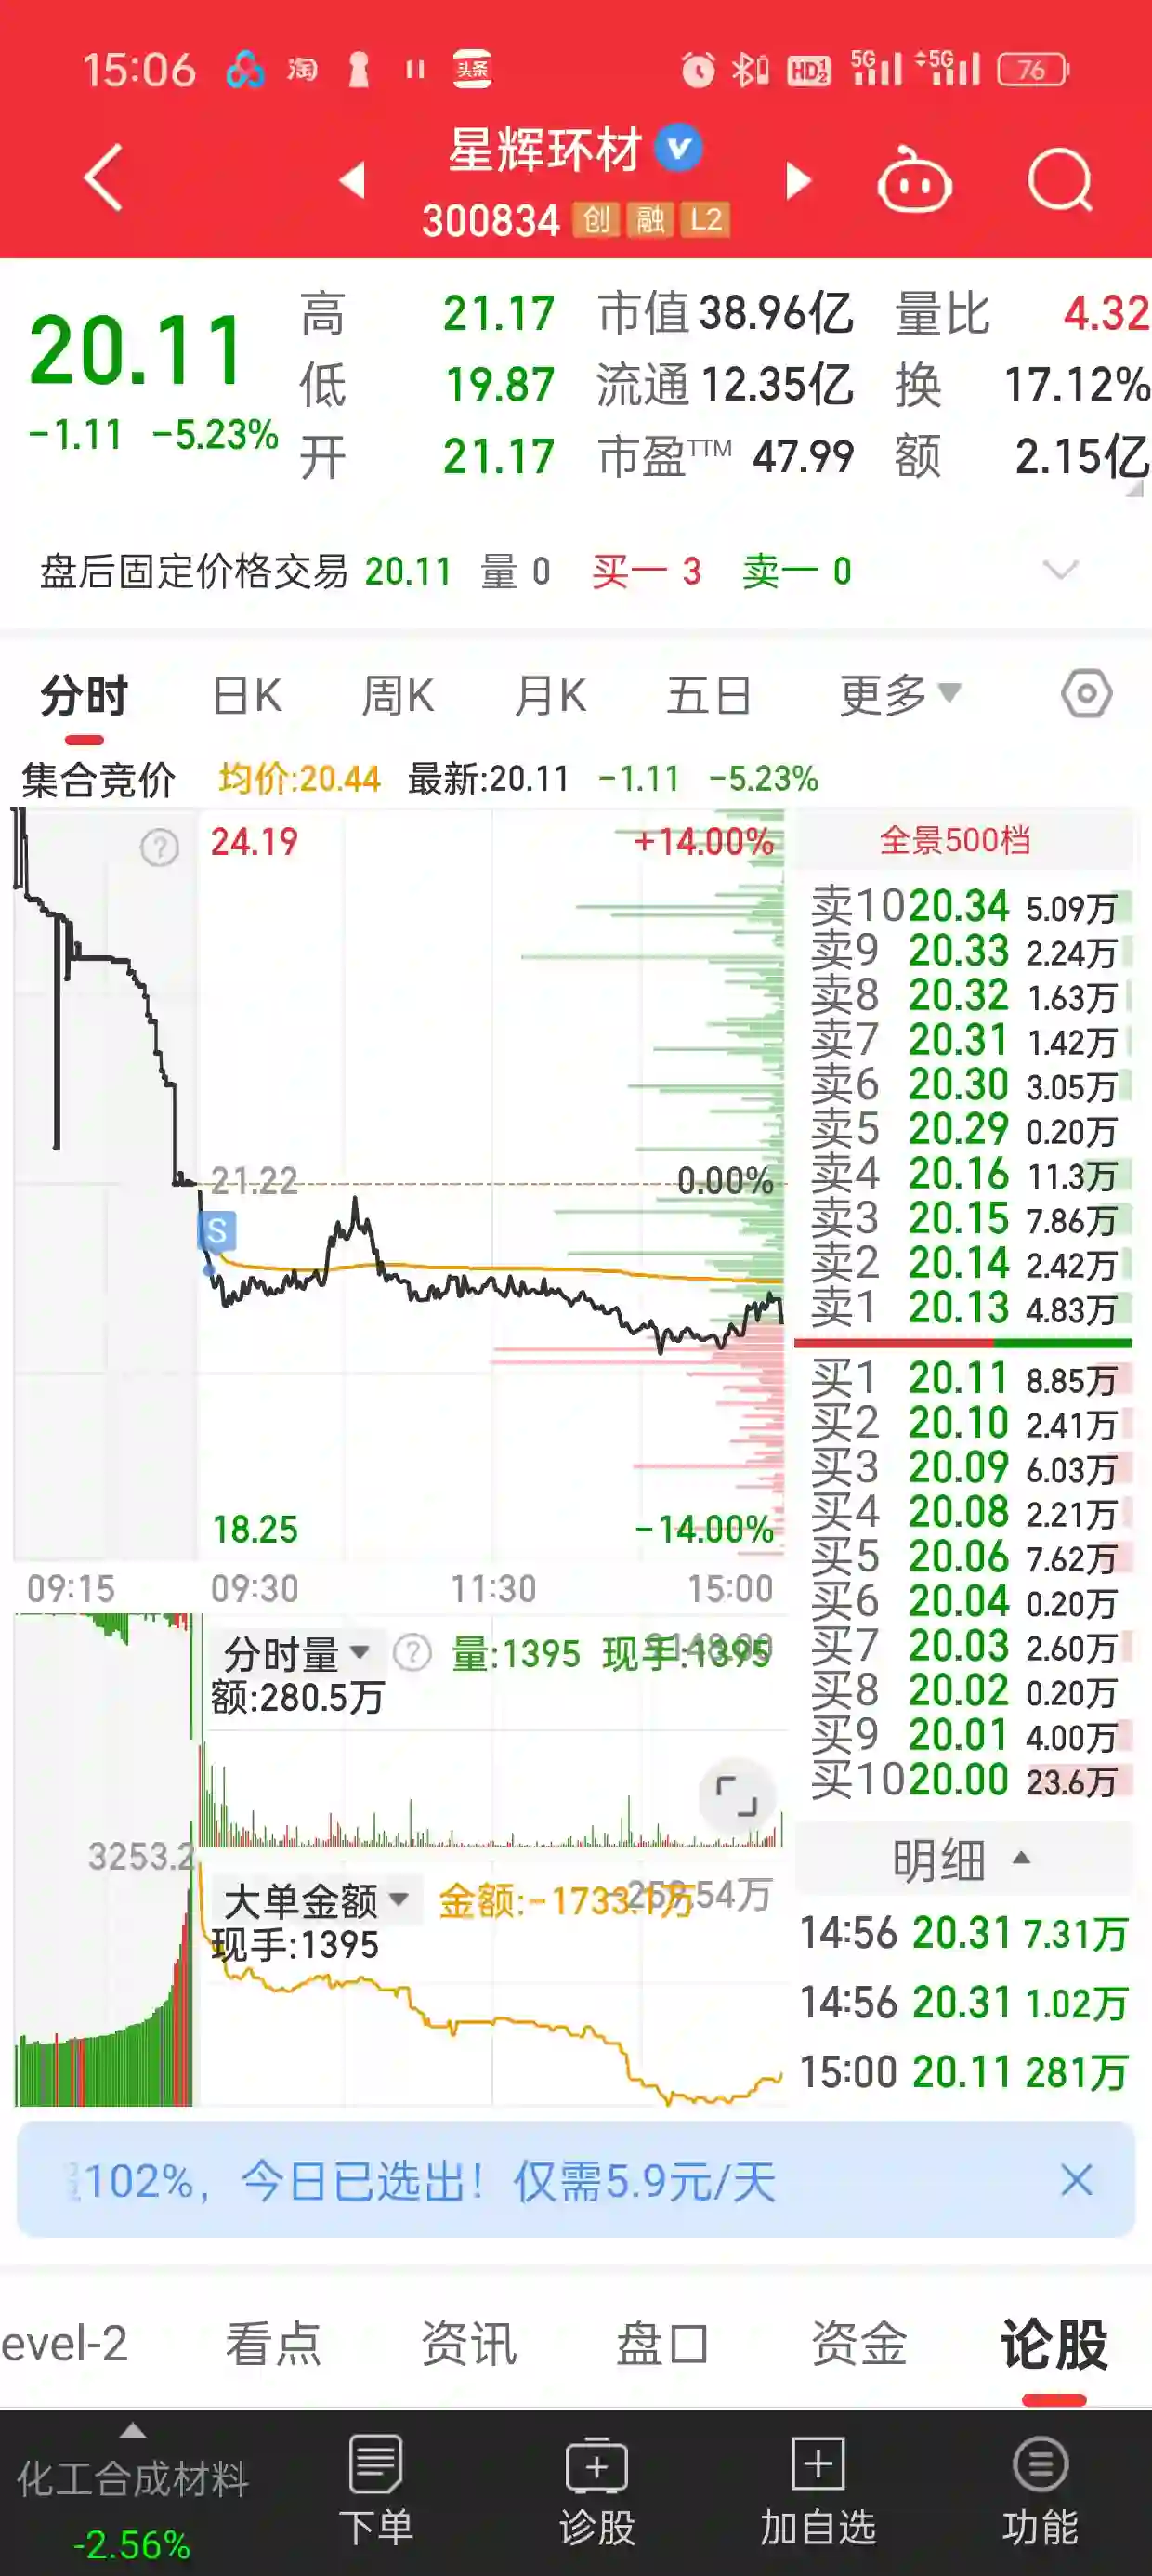 15:06 淘 头条 HD 5G 5G 76
星辉环材
300834 创 融 L2
20.11
-1.11 -5.23%
高 21.17 市值 38.96亿 量比 4.32
低 19.87 流通 12.35亿 换 17.12%
开 21.17 市盈TTM 47.99 额 2.15亿
盘后固定价格交易 20.11 量 0 买一 3 卖一 0
分时 日K 周K 月K 五日 更多
集合竞价 均价:20.44 最新:20.11 -1.11 -5.23%
24.19 +14.00%
21.22 0.00%
S
18.25 -14.00%
09:15 09:30 11:30 15:00
分时量 量:1395 现手:1395
额:280.5万
3253.2
大单金额 金额:-1733.1万
现手:1395
全景500档
卖10 20.34 5.09万
卖9 20.33 2.24万
卖8 20.32 1.63万
卖7 20.31 1.42万
卖6 20.30 3.05万
卖5 20.29 0.20万
卖4 20.16 11.3万
卖3 20.15 7.86万
卖2 20.14 2.42万
卖1 20.13 4.83万
买1 20.11 8.85万
买2 20.10 2.41万
买3 20.09 6.03万
买4 20.08 2.21万
买5 20.06 7.62万
买6 20.04 0.20万
买7 20.03 2.60万
买8 20.02 0.20万
买9 20.01 4.00万
买10 20.00 23.6万
明细
14:56 20.31 7.31万
14:56 20.31 1.02万
15:00 20.11 281万
102%，今日已选出！仅需5.9元/天
evel-2 看点 资讯 盘口 资金 论股
化工合成材料
-2.56%
下单 诊股 加自选 功能